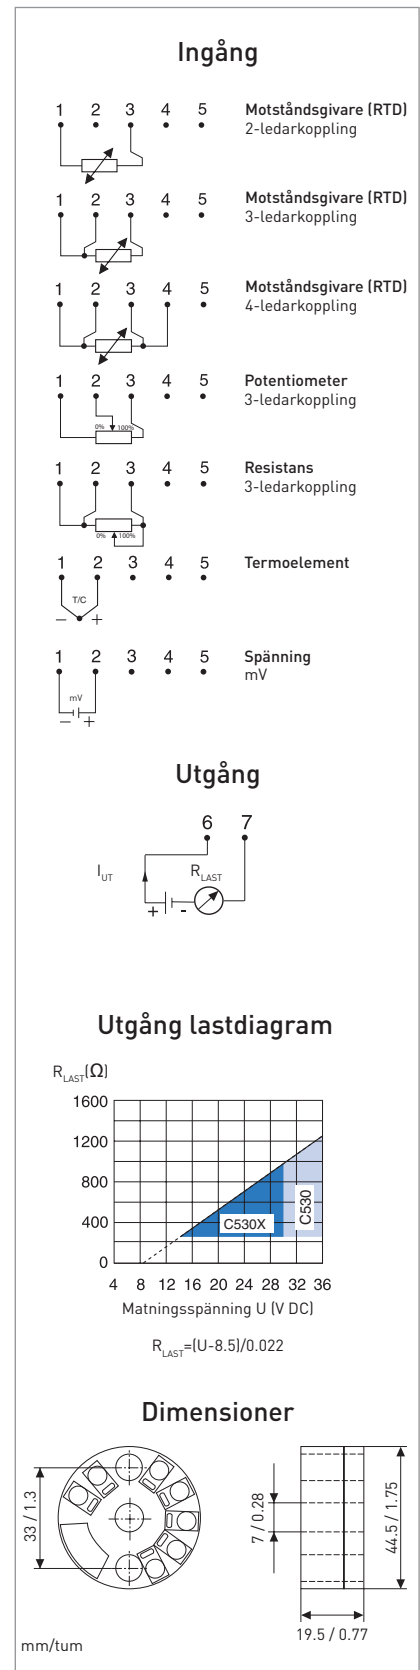 Ingång
1 2 3 4 5 Motståndsgivare (RTD)
2-ledarkoppling
1 2 3 4 5 Motståndsgivare (RTD)
3-ledarkoppling
1 2 3 4 5 Motståndsgivare (RTD)
4-ledarkoppling
1 2 3 4 5 Potentiometer
3-ledarkoppling
0% 100%
1 2 3 4 5 Resistans
3-ledarkoppling
0% 100%
1 2 3 4 5 Termoelement
T/C
– +
1 2 3 4 5 Spänning
mV
mV
– +
Utgång
6 7
I UT R LAST
+ -
Utgång lastdiagram
R LAST (Ω)
1600
1200
800
400
0
C530X C530
4 8 12 16 20 24 28 32 36
Matningsspänning U (V DC)
R LAST=(U-8.5)/0.022
Dimensioner
33 / 1.3
7 / 0.28
44.5 / 1.75
19.5 / 0.77
mm/tum